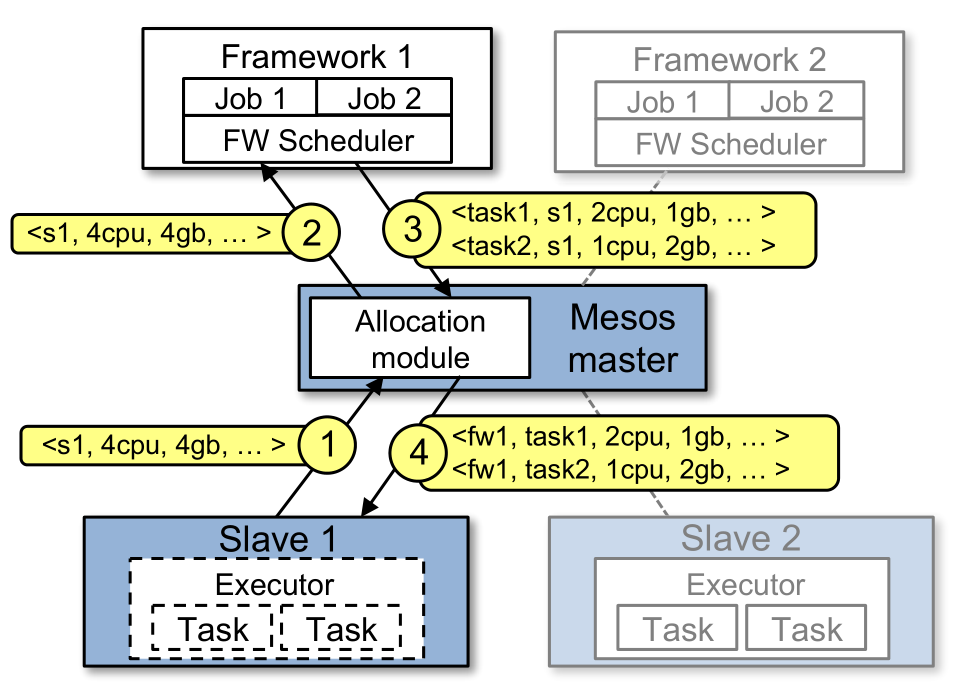 Framework 1
Job 1
Job 2
FW Scheduler
Framework 2
Job 1
Job 2
FW Scheduler
<s1, 4cpu, 4gb, … >
2
3
<task1, s1, 2cpu, 1gb, … >
<task2, s1, 1cpu, 2gb, … >
Allocation
module
Mesos
master
<s1, 4cpu, 4gb, … >
1
4
<fw1, task1, 2cpu, 1gb, … >
<fw1, task2, 1cpu, 2gb, … >
Slave 1
Executor
Task
Task
Slave 2
Executor
Task
Task